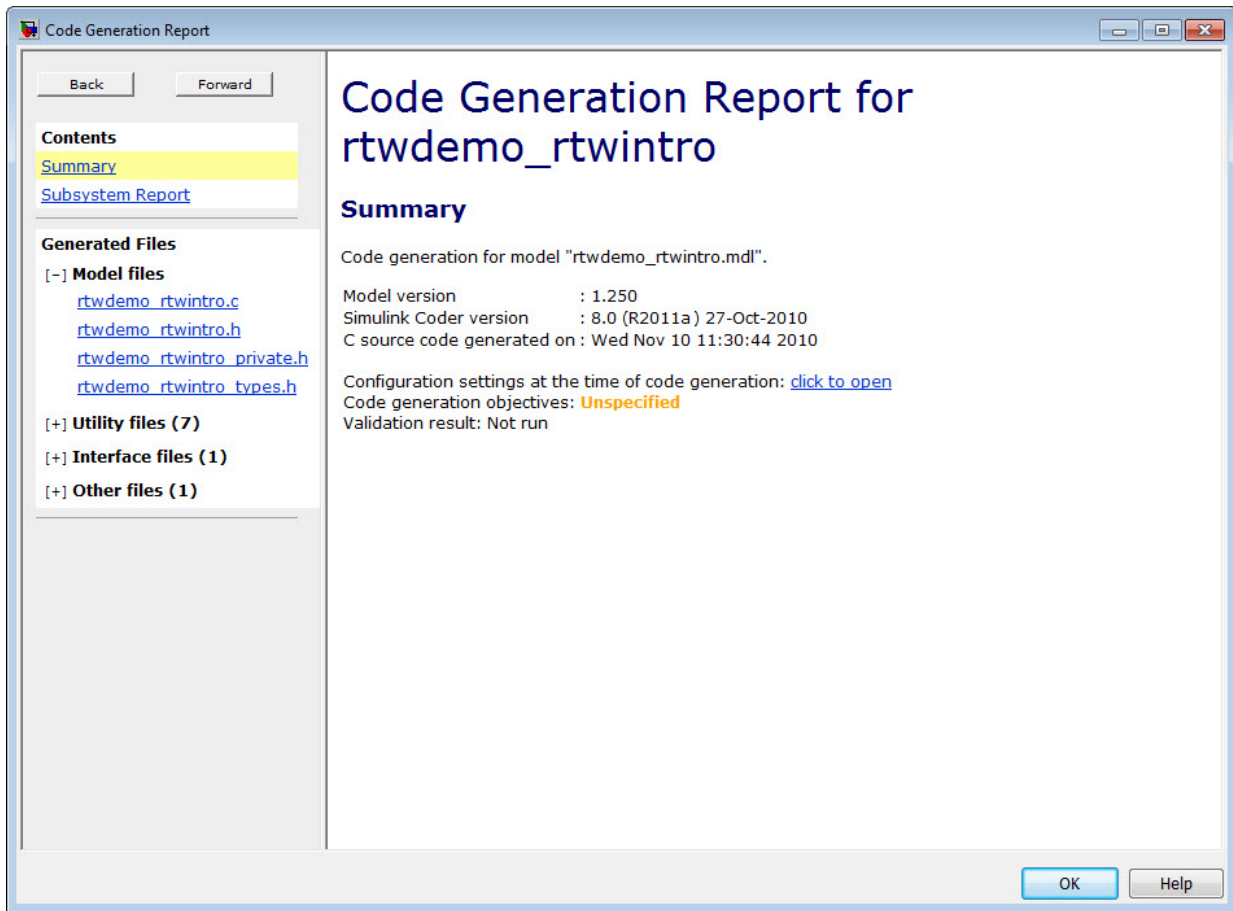 Code Generation Report
Back Forward
Contents
Summary
Subsystem Report
Generated Files
[-] Model files
rtwdemo_rtwintro.c
rtwdemo_rtwintro.h
rtwdemo_rtwintro_private.h
rtwdemo_rtwintro_types.h
[+] Utility files (7)
[+] Interface files (1)
[+] Other files (1)
Code Generation Report for
rtwdemo_rtwintro
Summary
Code generation for model "rtwdemo_rtwintro.mdl".
Model version : 1.250
Simulink Coder version : 8.0 (R2011a) 27-Oct-2010
C source code generated on : Wed Nov 10 11:30:44 2010
Configuration settings at the time of code generation: click to open
Code generation objectives: Unspecified
Validation result: Not run
OK Help